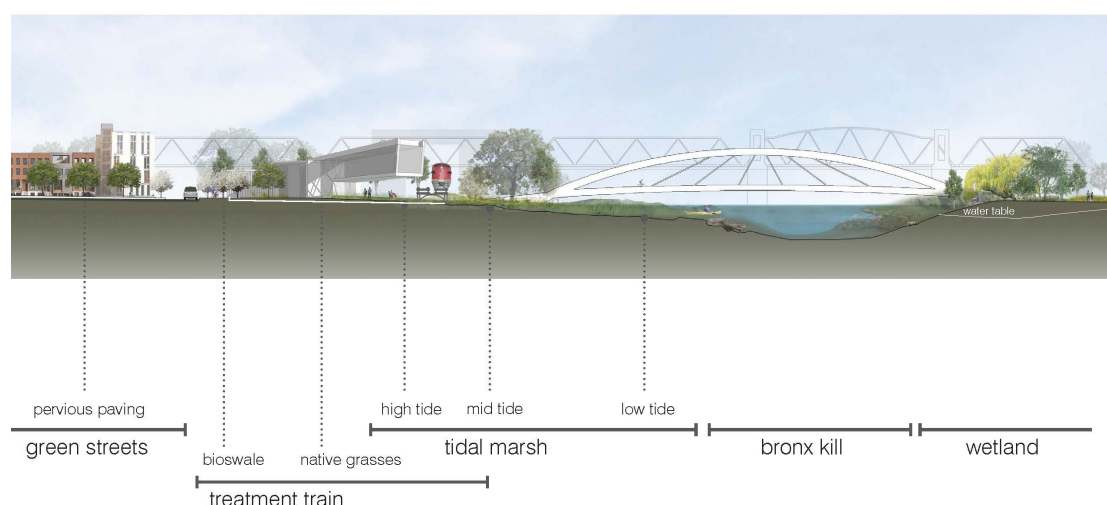 water table
pervious paving
high tide
mid tide
low tide
green streets
tidal marsh
bronx kill
wetland
bioswale
native grasses
treatment train